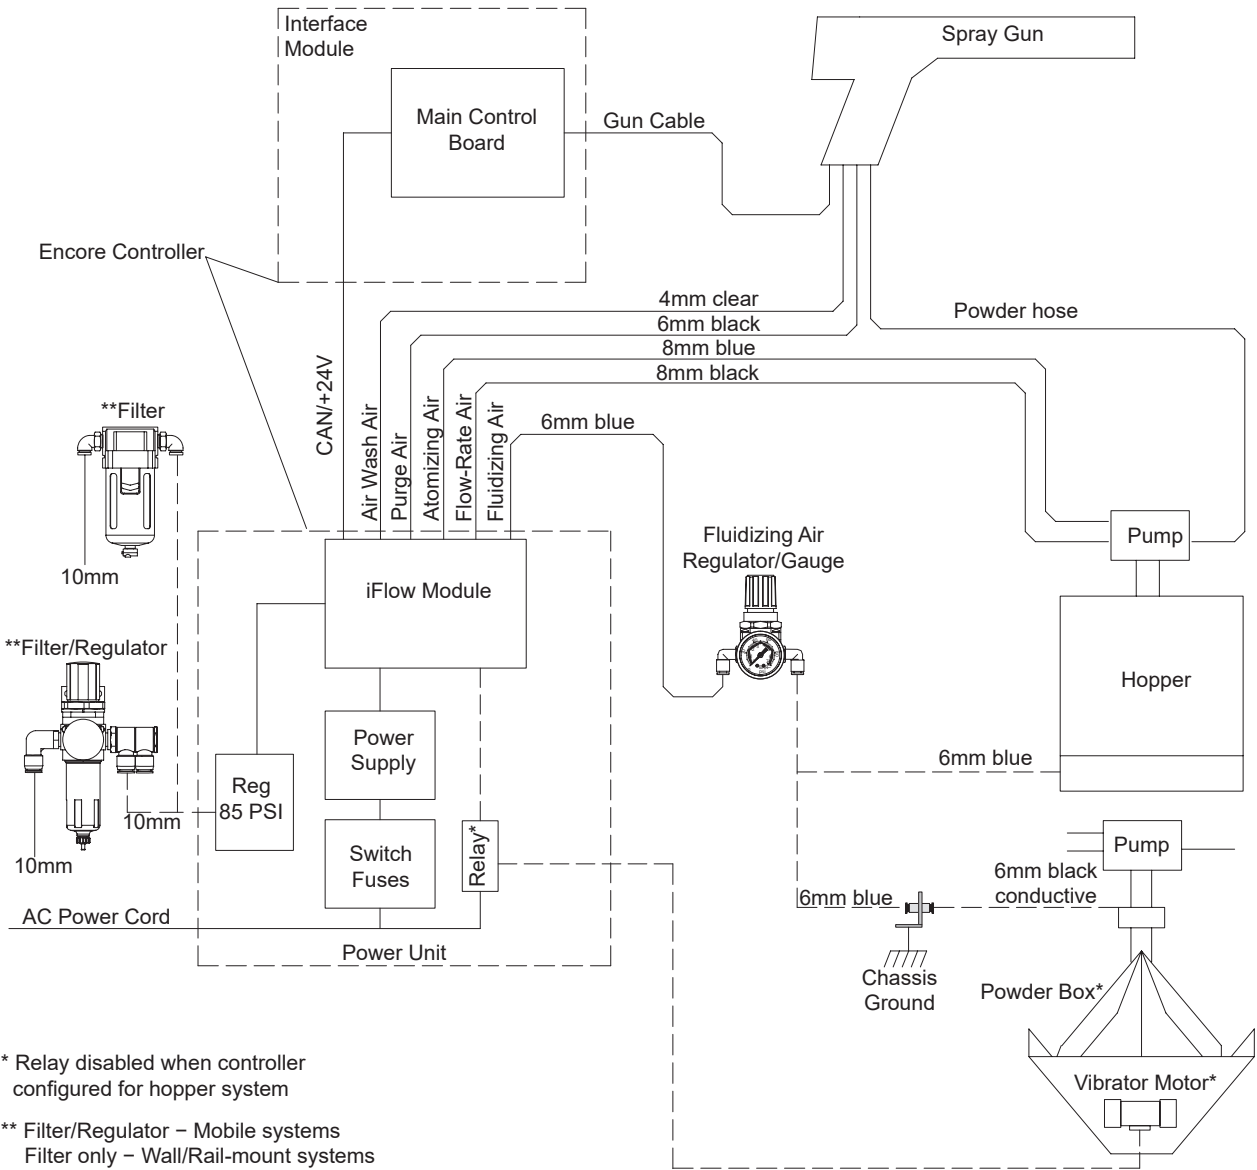 Interface
Module
Spray Gun
Main Control
Board
Gun Cable
Encore Controller
4mm clear
6mm black
8mm blue
8mm black
Powder hose
6mm blue
CAN/+24V
Air Wash Air
Purge Air
Atomizing Air
Flow-Rate Air
Fluidizing Air
**Filter
10mm
Fluidizing Air
Regulator/Gauge
Pump
iFlow Module
**Filter/Regulator
Hopper
Power
Supply
Reg
85 PSI
6mm blue
10mm
10mm
Switch
Fuses
Relay*
Pump
6mm black
conductive
6mm blue
AC Power Cord
Power Unit
Chassis
Ground
Powder Box*
Vibrator Motor*
* Relay disabled when controller
configured for hopper system
** Filter/Regulator − Mobile systems
Filter only − Wall/Rail-mount systems